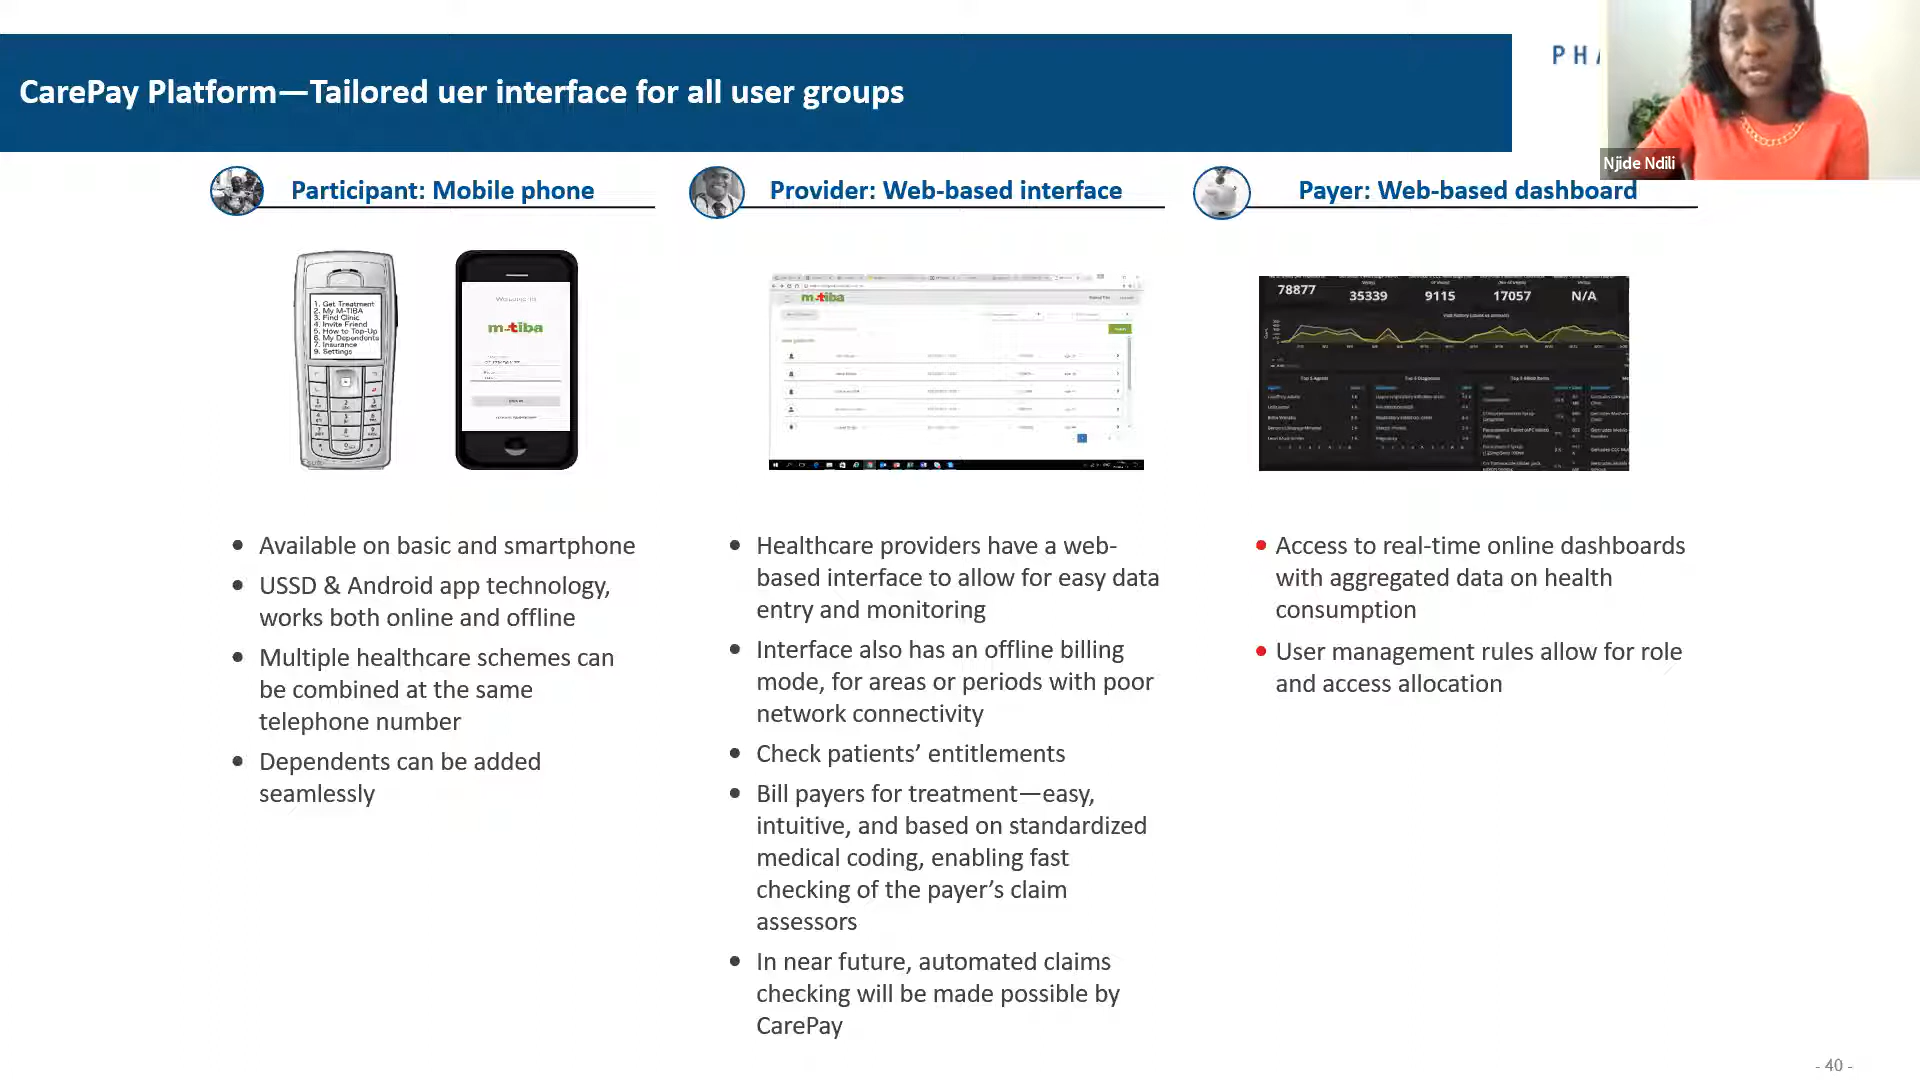 CarePay Platform—Tailored uer interface for all user groups
PHA
Njide Ndili
Participant: Mobile phone
Provider: Web-based interface
Payer: Web-based dashboard
1. Get Treatment
2. My M-TIBA
3. Find Clinic
4. Invite Friend
5. How to Top-Up
6. My Dependents
7. Insurance
9. Settings
m-tiba
m-tiba
78877
35339
9115
17057
N/A
Top 5 Agents
Top 5 Diagnoses
• Available on basic and smartphone
• USSD & Android app technology,
works both online and offline
• Multiple healthcare schemes can
be combined at the same
telephone number
• Dependents can be added
seamlessly
• Healthcare providers have a web-
based interface to allow for easy data
entry and monitoring
• Interface also has an offline billing
mode, for areas or periods with poor
network connectivity
• Check patients’ entitlements
• Bill payers for treatment—easy,
intuitive, and based on standardized
medical coding, enabling fast
checking of the payer’s claim
assessors
• In near future, automated claims
checking will be made possible by
CarePay
• Access to real-time online dashboards
with aggregated data on health
consumption
• User management rules allow for role
and access allocation
- 40 -